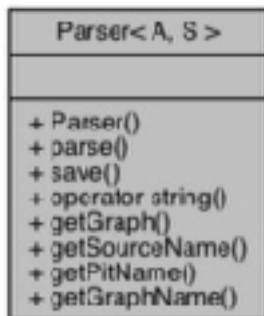 Parser< A, S >
+ Parser()
+ parse()
+ save()
+ operator string()
+ getGraph()
+ getSourceName()
+ getPitName()
+ getGraphName()